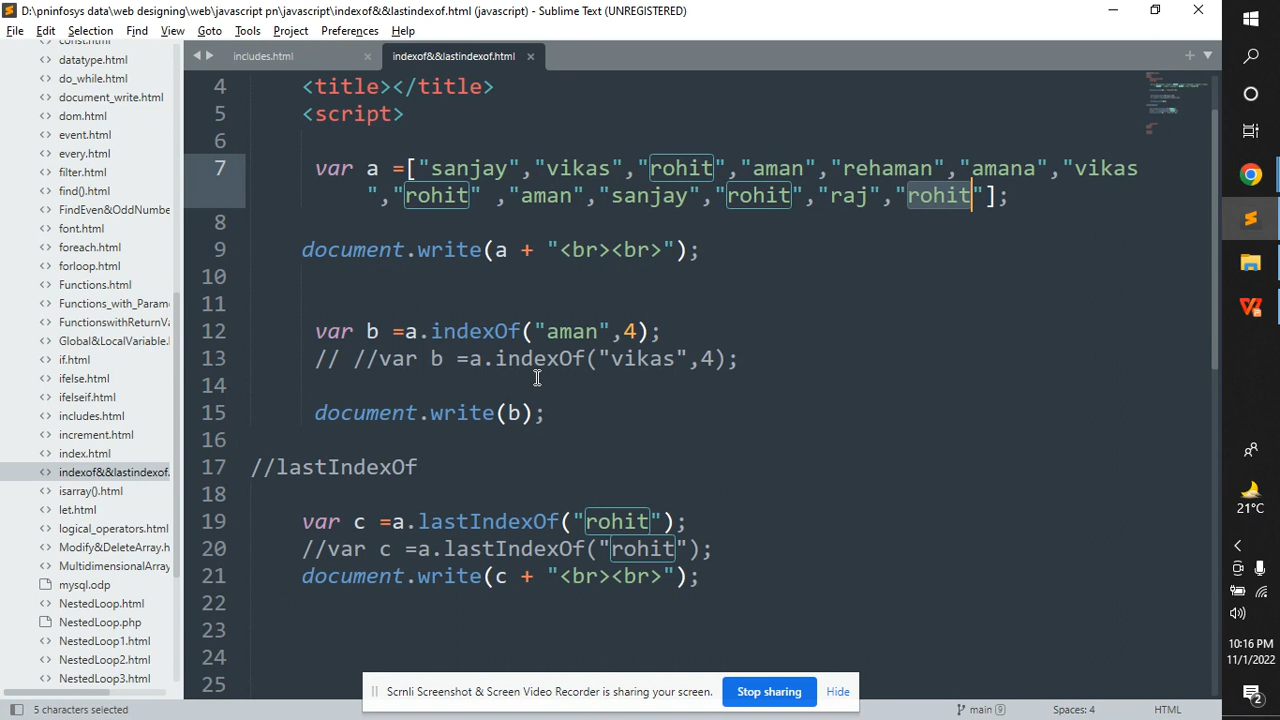 D:\pninfosys data\web designing\web\javascript pn\javascript\indexof&&lastindexof.html (javascript) - Sublime Text (UNREGISTERED)
File Edit Selection Find View Goto Tools Project Preferences Help
includes.html × indexof&&lastindexof.html ×
const.html
datatype.html
do_while.html
document_write.html
dom.html
event.html
every.html
filter.html
find().html
FindEven&OddNumbe
font.html
foreach.html
forloop.html
Functions.html
Functions_with_Param
FunctionswithReturnVa
Global&LocalVariable.
if.html
ifelse.html
ifelseif.html
includes.html
increment.html
index.html
indexof&&lastindexof.
isarray().html
let.html
logical_operators.html
Modify&DeleteArray.h
MultidimensionalArray
mysql.odp
NestedLoop.html
NestedLoop.php
NestedLoop1.html
NestedLoop2.html
NestedLoop3.html
4 <title></title>
5 <script>
6
7 var a =["sanjay","vikas","rohit","aman","rehaman","amana","vikas
","rohit" ,"aman","sanjay","rohit","raj","rohit"];
8
9 document.write(a + "<br><br>");
10
11
12 var b =a.indexOf("aman",4);
13 // //var b =a.indexOf("vikas",4);
14
15 document.write(b);
16
17 //lastIndexOf
18
19 var c =a.lastIndexOf("rohit");
20 //var c =a.lastIndexOf("rohit");
21 document.write(c + "<br><br>");
22
23
24
25
Scrnli Screenshot & Screen Video Recorder is sharing your screen. Stop sharing Hide
5 characters selected main 9 Spaces: 4 HTML
21°C
10:16 PM
11/1/2022
2